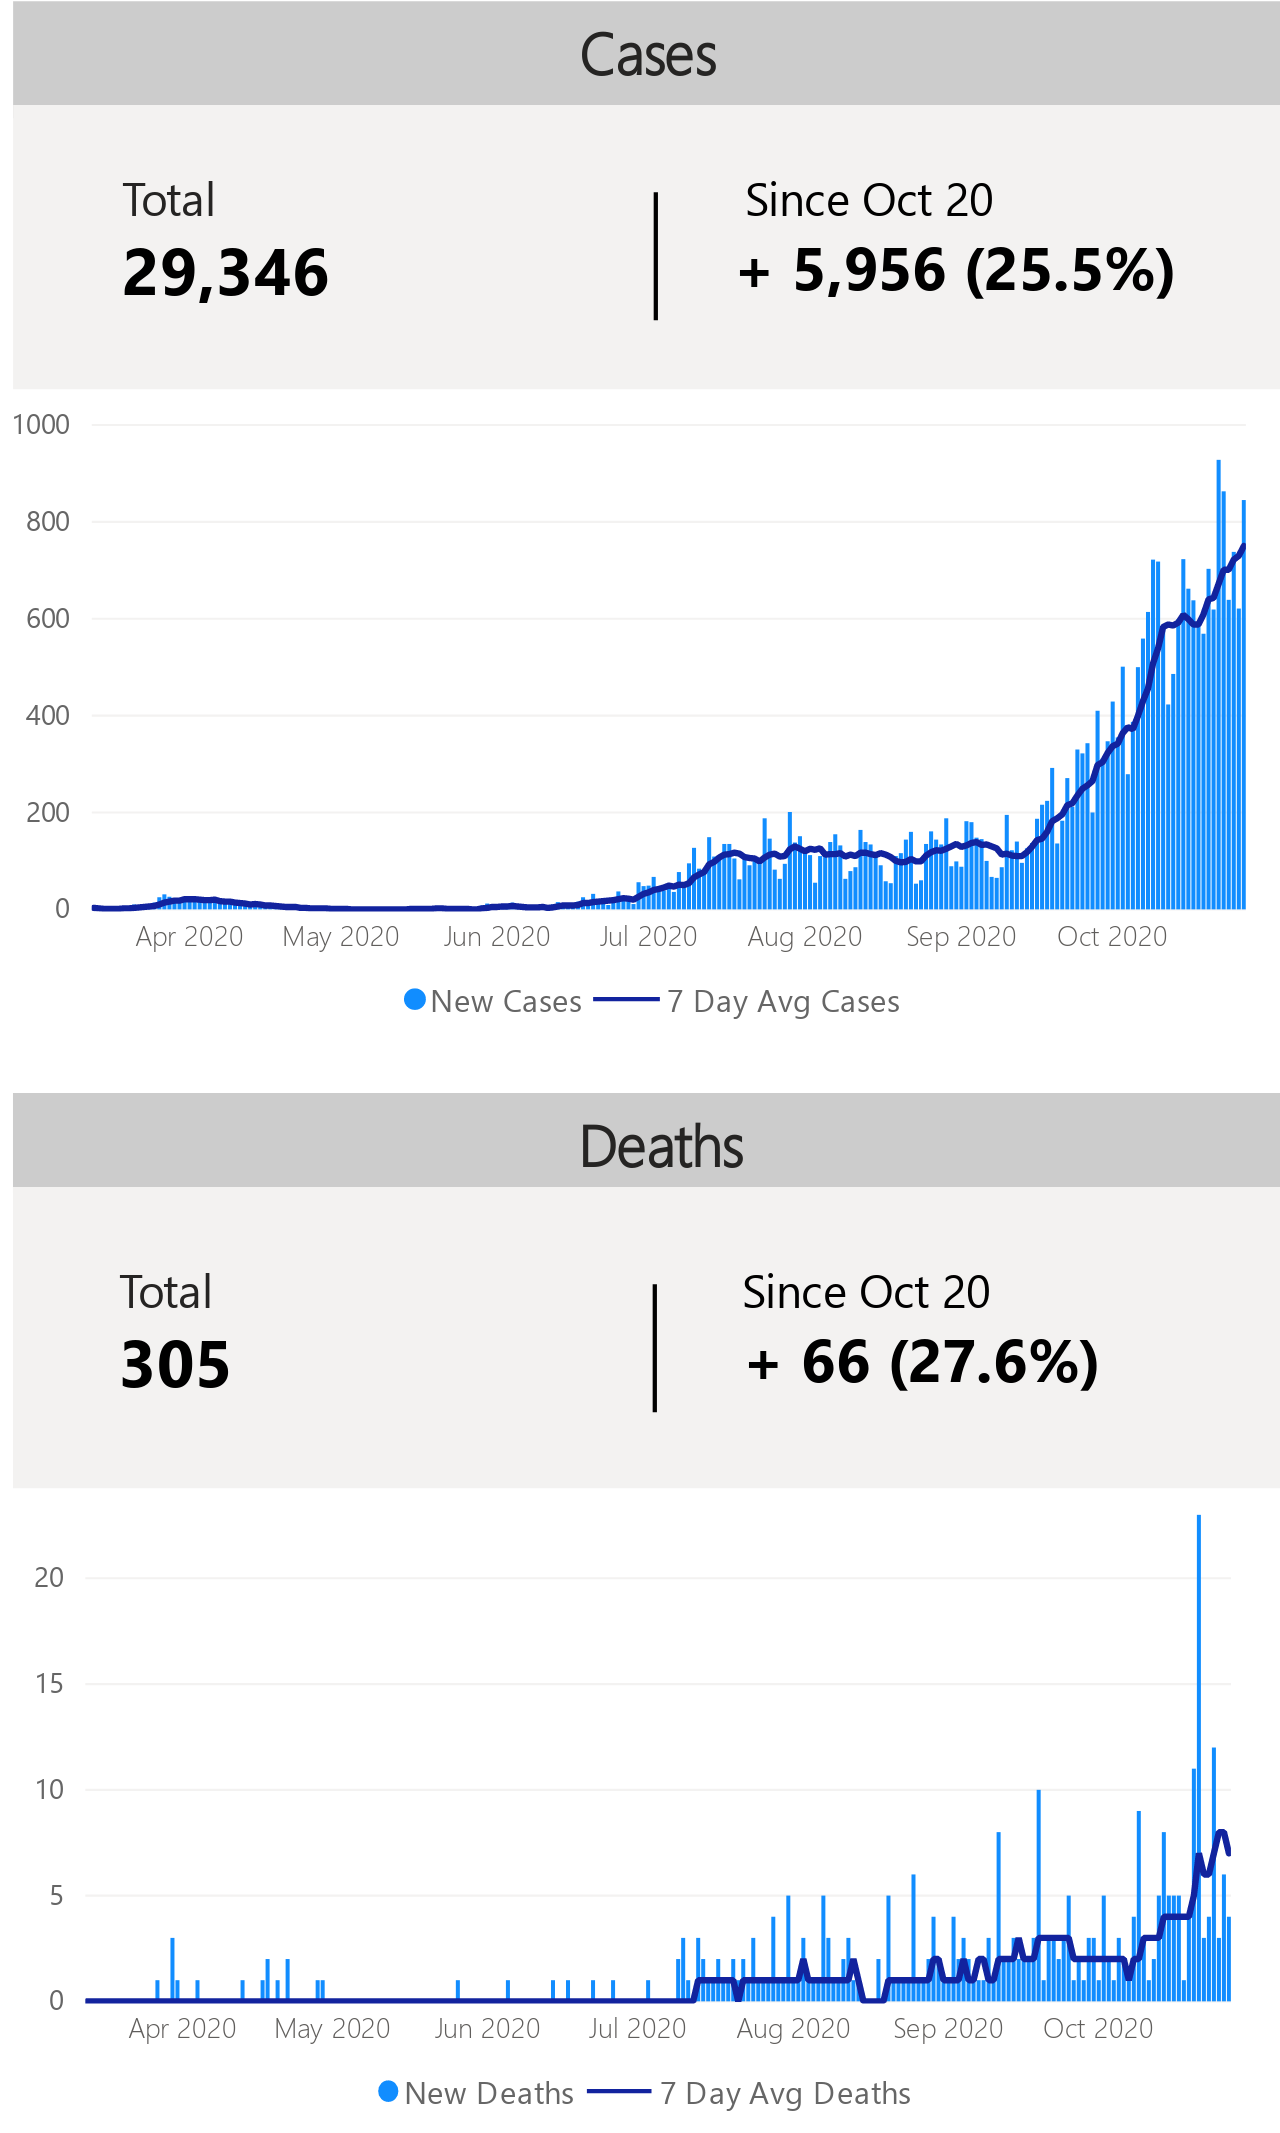 Cases
Total
Since Oct 20
29,346
+ 5,956 (25.5%)
1000
800
600
400
200
0
Apr 2020 May 2020 Jun 2020 Jul 2020 Aug 2020 Sep 2020 Oct 2020
New Cases 7 Day Avg Cases
Deaths
Total
Since Oct 20
305
+ 66 (27.6%)
20
15
10
5
0
Apr 2020 May 2020 Jun 2020 Jul 2020 Aug 2020 Sep 2020 Oct 2020
New Deaths 7 Day Avg Deaths